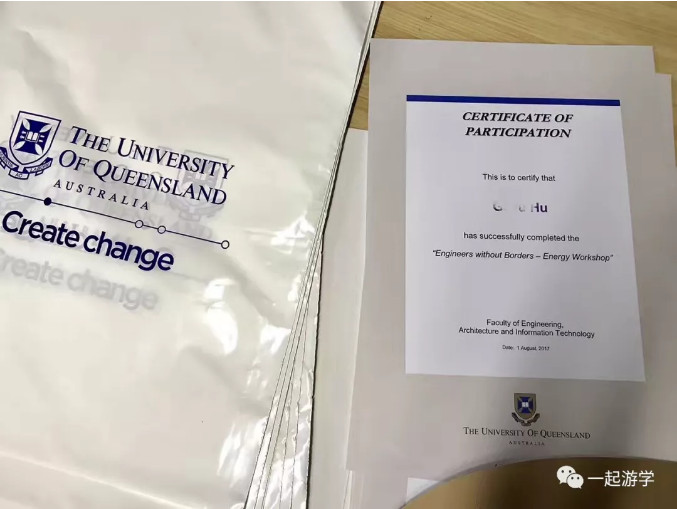 THE UNIVERSITY
OF QUEENSLAND
AUSTRALIA
Create change
Create change
CERTIFICATE OF
PARTICIPATION
This is to certify that
Hu
has successfully completed the
"Engineers without Borders – Energy Workshop"
Faculty of Engineering,
Architecture and Information Technology
Date: 1 August, 2017
THE UNIVERSITY OF QUEENSLAND
AUSTRALIA
一起游学